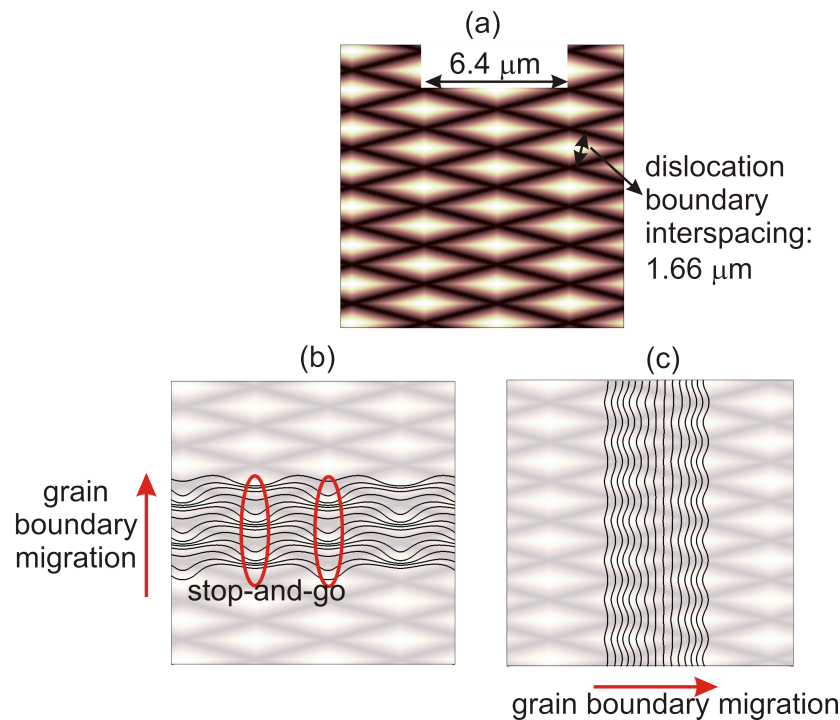 (a)
6.4 μm
dislocation
boundary
interspacing:
1.66 μm
(b)
grain
boundary
migration
stop-and-go
(c)
grain boundary migration